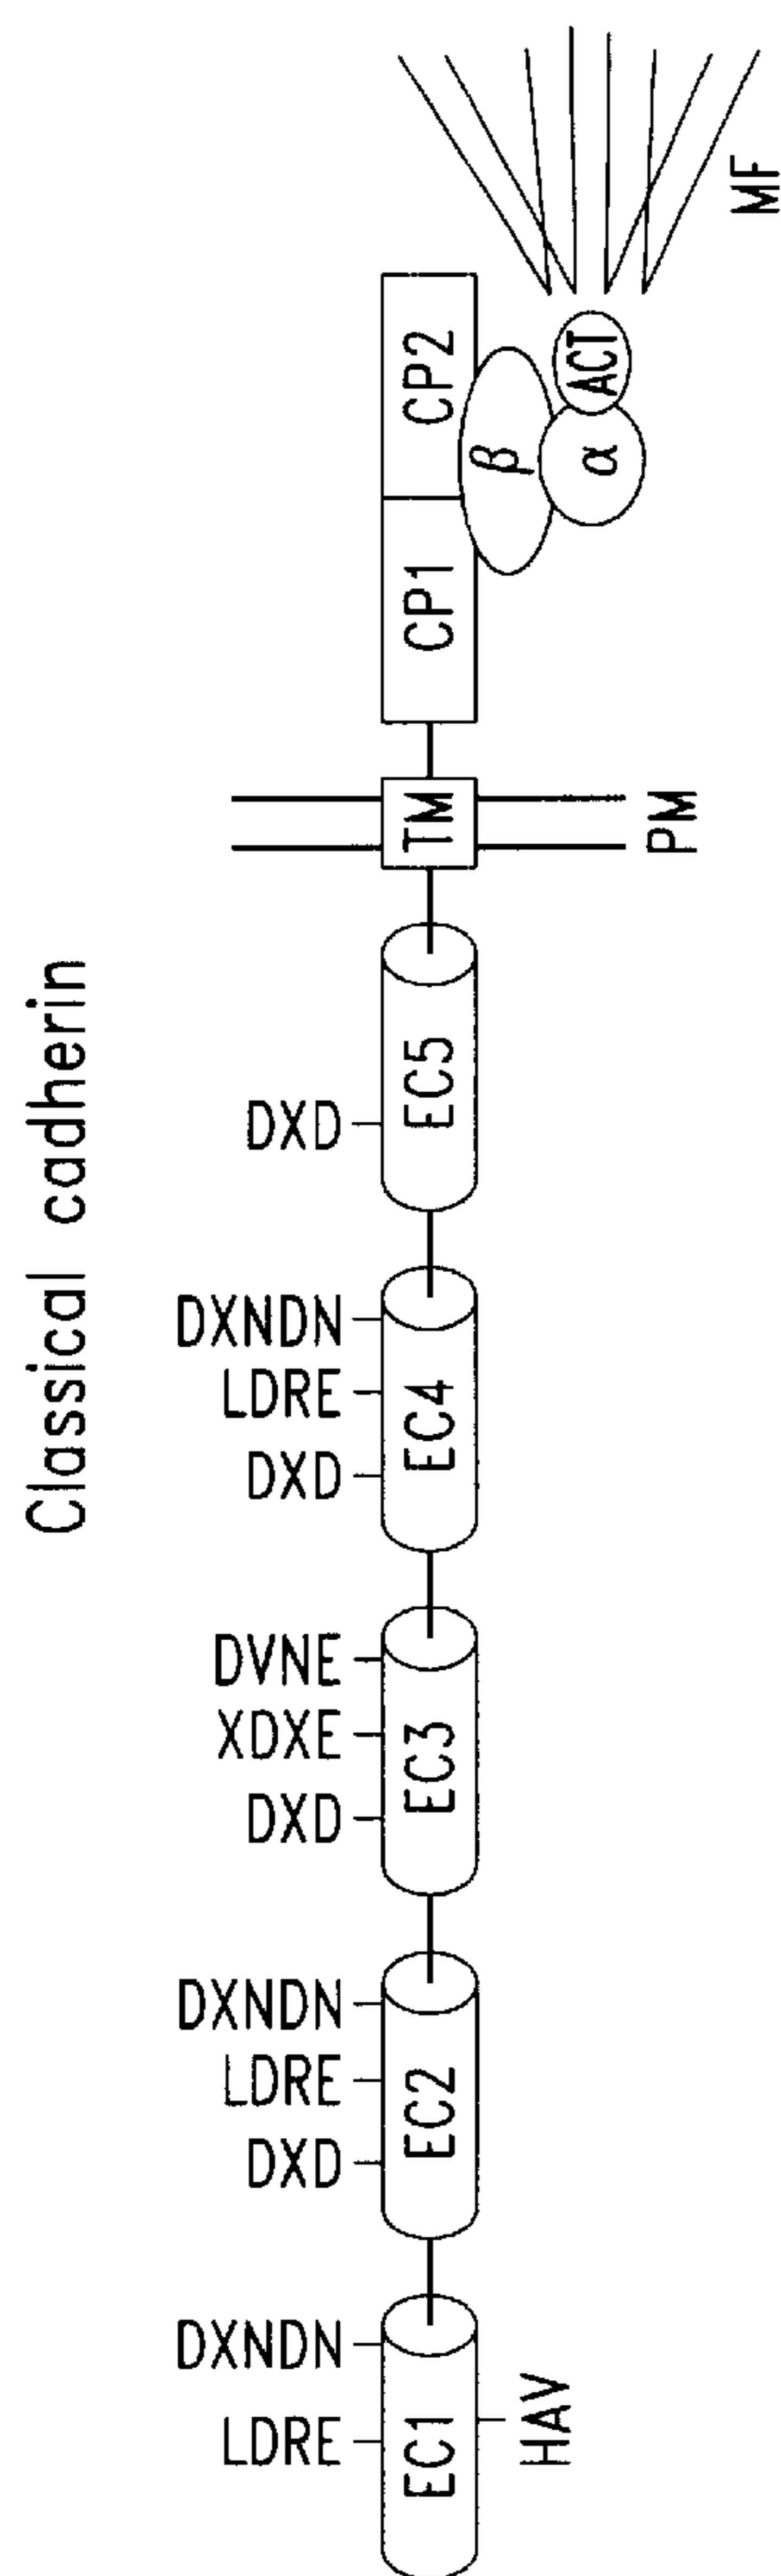 Classical cadherin
LDRE
DXNDN
DXD
LDRE
DXNDN
DXD
XDXE
DVNE
DXD
LDRE
DXNDN
DXD
EC1
EC2
EC3
EC4
EC5
TM
CP1
CP2
HAV
PM
β
α
ACT
MF